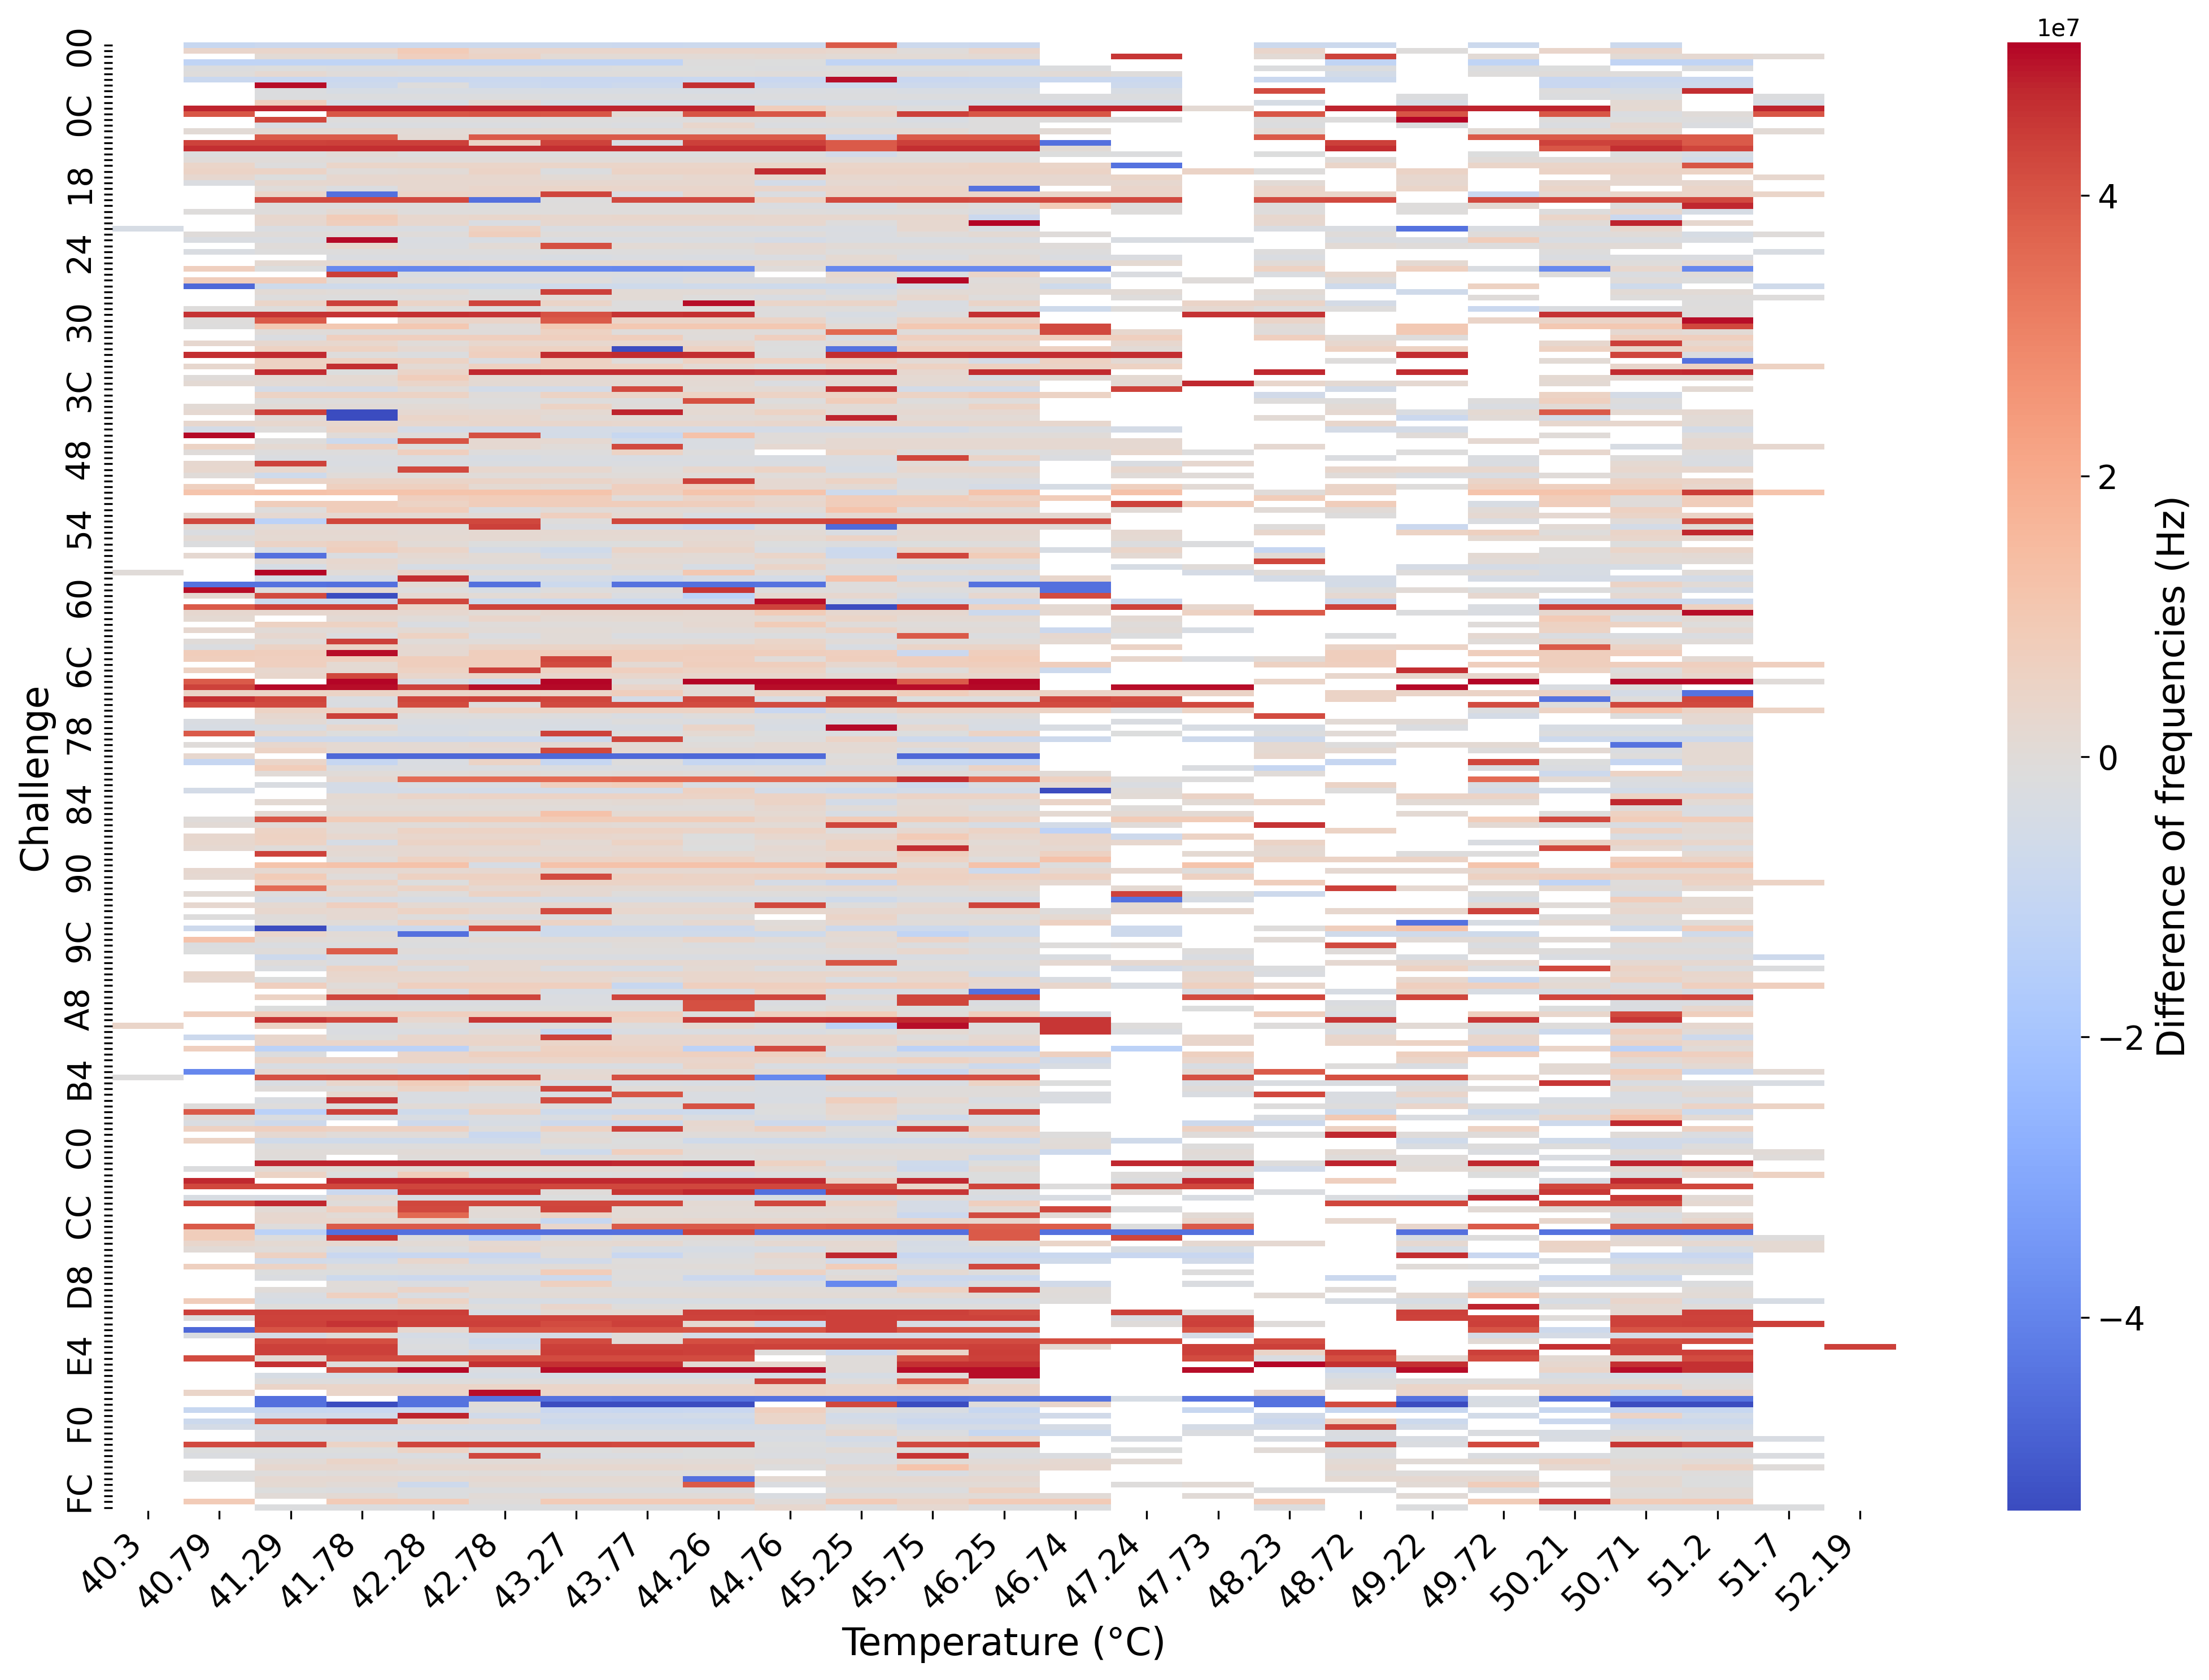 1e7
00
0C
18
24
30
3C
48
54
60
6C
78
84
90
9C
A8
B4
C0
CC
D8
E4
F0
FC
Challenge
40.3
40.79
41.29
41.78
42.28
42.78
43.27
43.77
44.26
44.76
45.25
45.75
46.25
46.74
47.24
47.73
48.23
48.72
49.22
49.72
50.21
50.71
51.2
51.7
52.19
Temperature (°C)
4
2
0
−2
−4
Difference of frequencies (Hz)